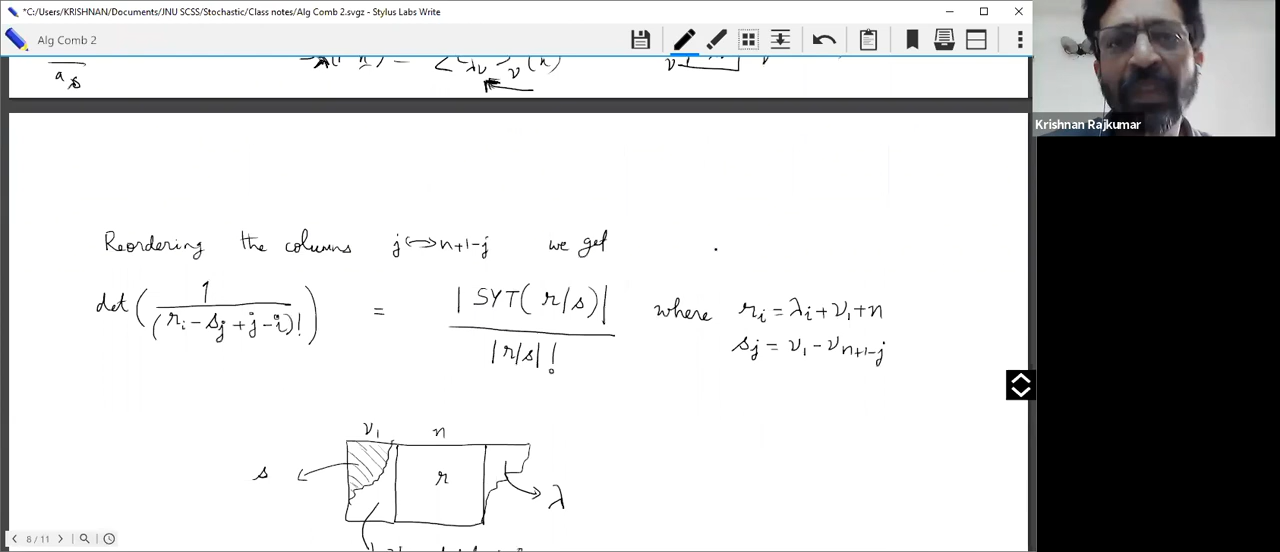 *C:/Users/KRISHNAN/Documents/JNU SCSS/Stochastic/Class notes/Alg Comb 2.svgz - Stylus Labs Write
Alg Comb 2
Krishnan Rajkumar
Reordering the columns j↔n+1-j we get
det(1/(r_i - s_j + j - i)!) = |SYT(r/s)| / |r/s|! where r_i = λ_i + ν_1 + n
s_j = ν_1 - ν_{n+1-j}
ν_1 n
s r λ
8/11